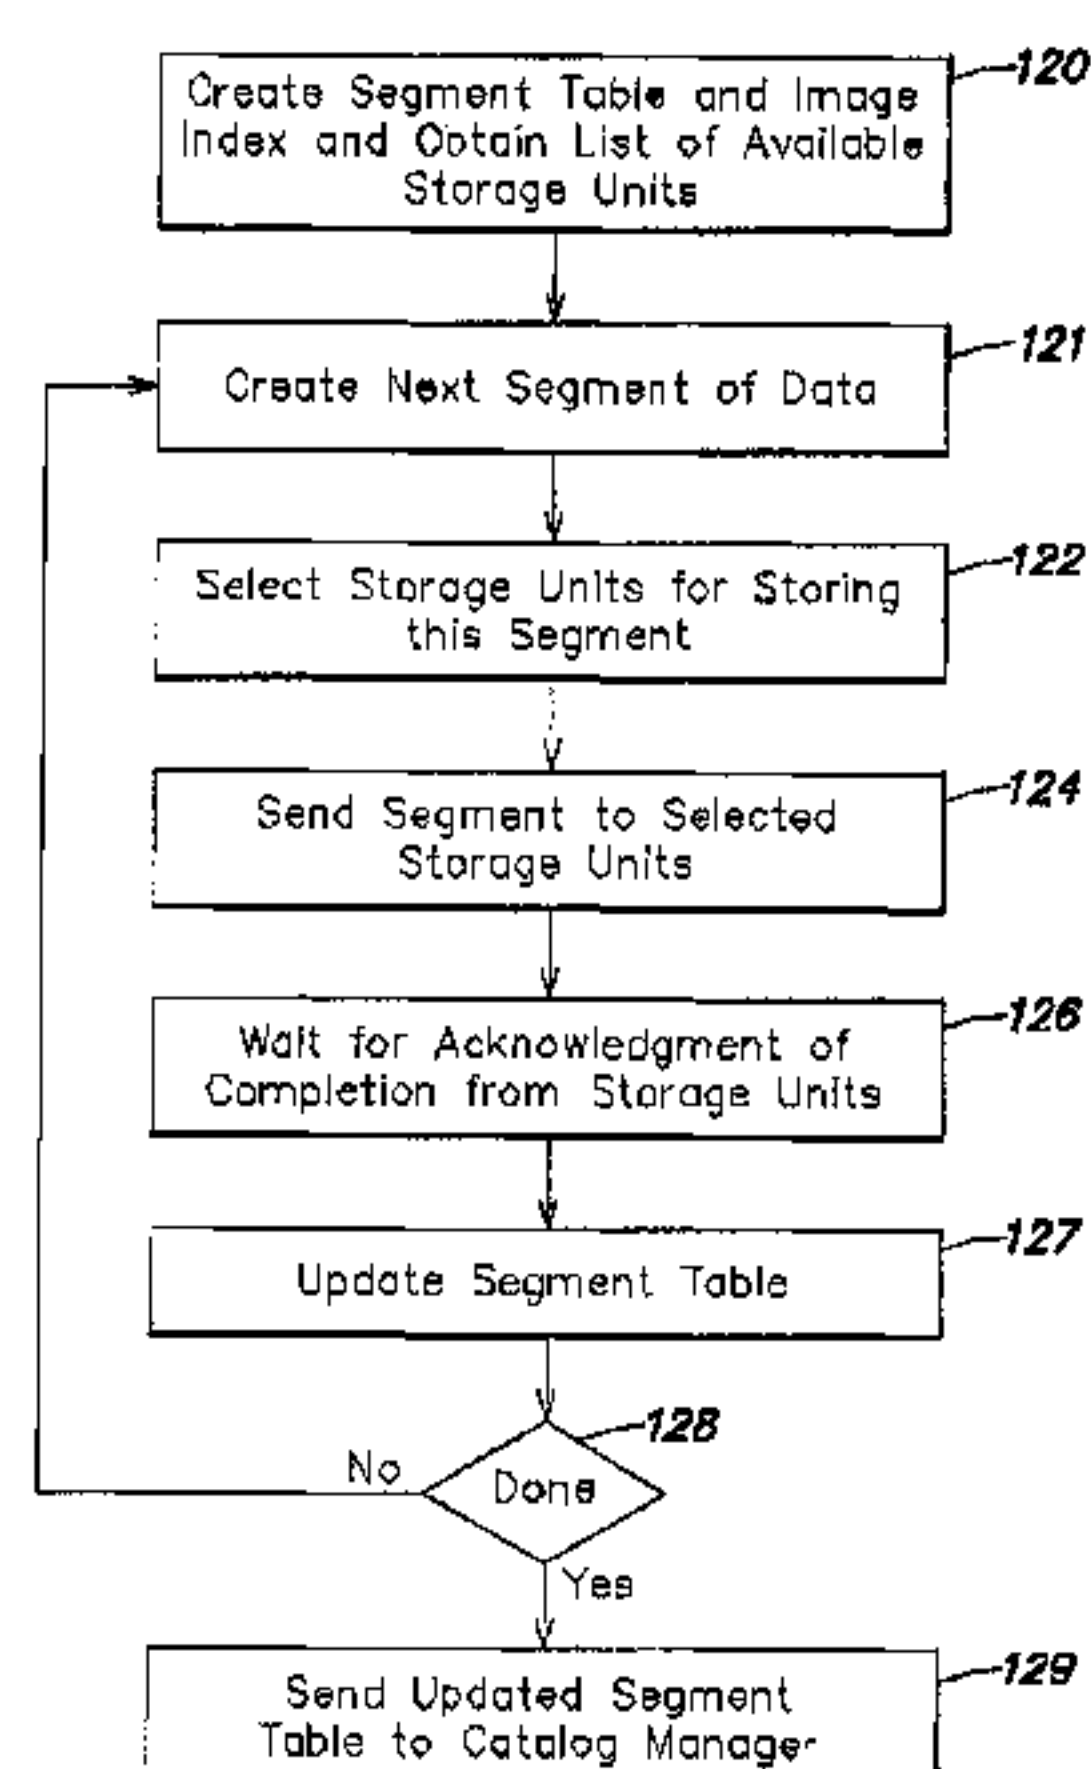 120
Create Segment Table and Image
Index and Obtain List of Available
Storage Units
121
Create Next Segment of Data
122
Select Storage Units for Storing
this Segment
124
Send Segment to Selected
Storage Units
126
Wait for Acknowledgment of
Completion from Storage Units
127
Update Segment Table
128
No
Done
Yes
129
Send Updated Segment
Table to Catalog Manager